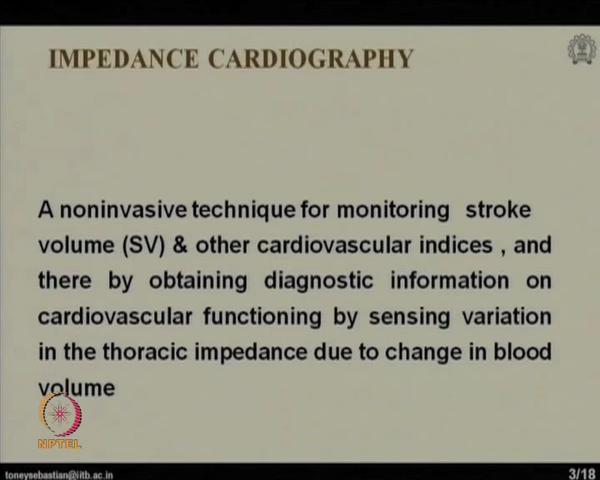 IMPEDANCE CARDIOGRAPHY
A noninvasive technique for monitoring stroke
volume (SV) & other cardiovascular indices , and
there by obtaining diagnostic information on
cardiovascular functioning by sensing variation
in the thoracic impedance due to change in blood
volume
NPTEL
toneysebastian@iitb.ac.in
3/18